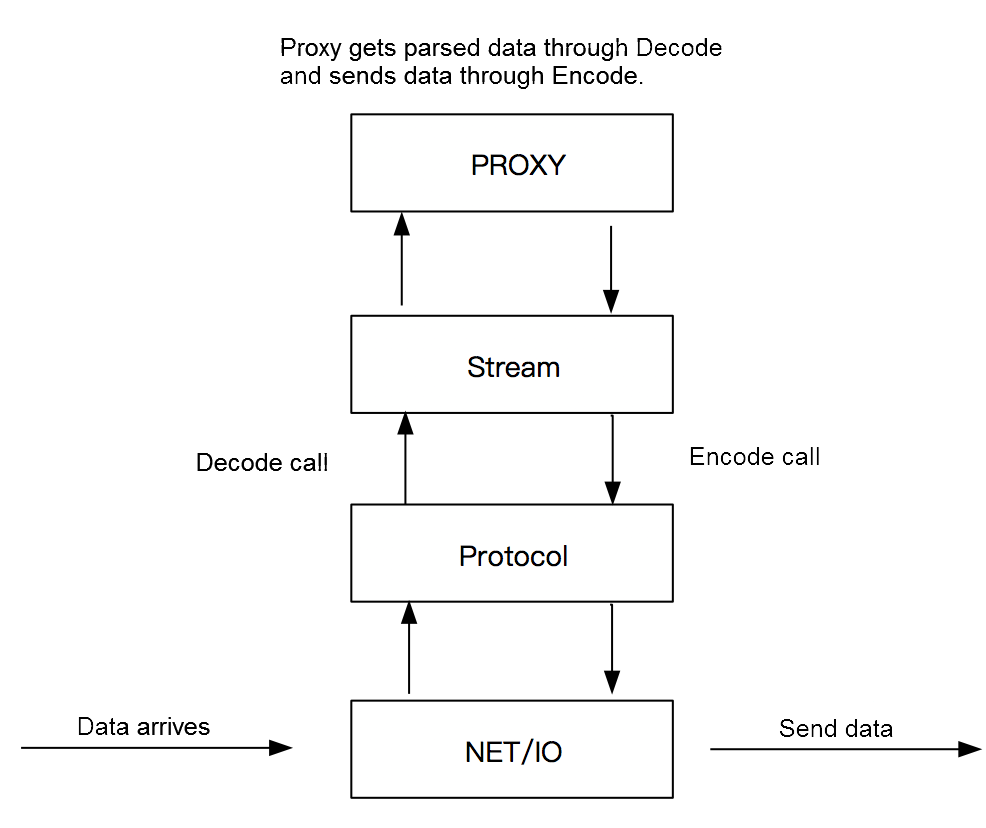 Proxy gets parsed data through Decode
and sends data through Encode.
PROXY
Stream
Decode call
Encode call
Protocol
Data arrives
NET/IO
Send data